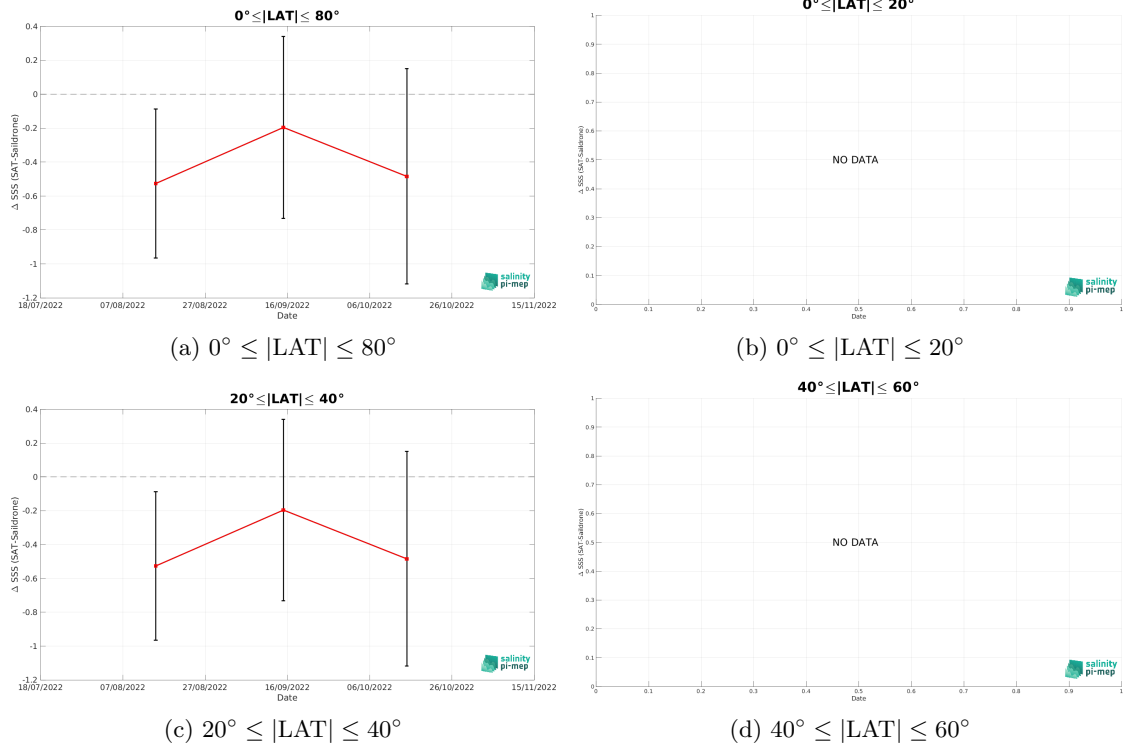 0°≤|LAT|≤ 80°
0.4
0.2
0
-0.2
-0.4
-0.6
-0.8
-1
-1.2
Δ SSS (SAT-Saildrone)
18/07/2022 07/08/2022 27/08/2022 16/09/2022 06/10/2022 26/10/2022 15/11/2022
Date
salinity
pi-mep
(a) 0° ≤ |LAT| ≤ 80°
0°≤|LAT|≤ 20°
1
0.9
0.8
0.7
0.6
0.5
0.4
0.3
0.2
0.1
0
Δ SSS (SAT-Saildrone)
NO DATA
0 0.1 0.2 0.3 0.4 0.5 0.6 0.7 0.8 0.9 1
Date
salinity
pi-mep
(b) 0° ≤ |LAT| ≤ 20°
20°≤|LAT|≤ 40°
0.4
0.2
0
-0.2
-0.4
-0.6
-0.8
-1
-1.2
Δ SSS (SAT-Saildrone)
18/07/2022 07/08/2022 27/08/2022 16/09/2022 06/10/2022 26/10/2022 15/11/2022
Date
salinity
pi-mep
(c) 20° ≤ |LAT| ≤ 40°
40°≤|LAT|≤ 60°
1
0.9
0.8
0.7
0.6
0.5
0.4
0.3
0.2
0.1
0
Δ SSS (SAT-Saildrone)
NO DATA
0 0.1 0.2 0.3 0.4 0.5 0.6 0.7 0.8 0.9 1
Date
salinity
pi-mep
(d) 40° ≤ |LAT| ≤ 60°